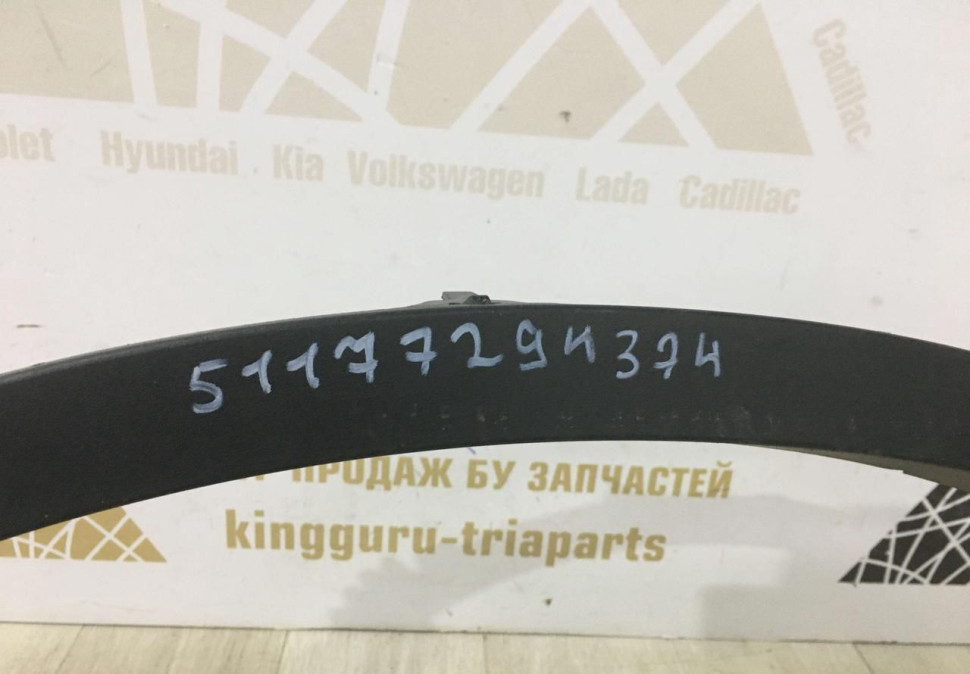 Cadillac
Hyundai Kia Volkswagen Lada Cadillac
51177294374
ПРОДАЖ БУ ЗАПЧАСТЕЙ
kingguru-triaparts